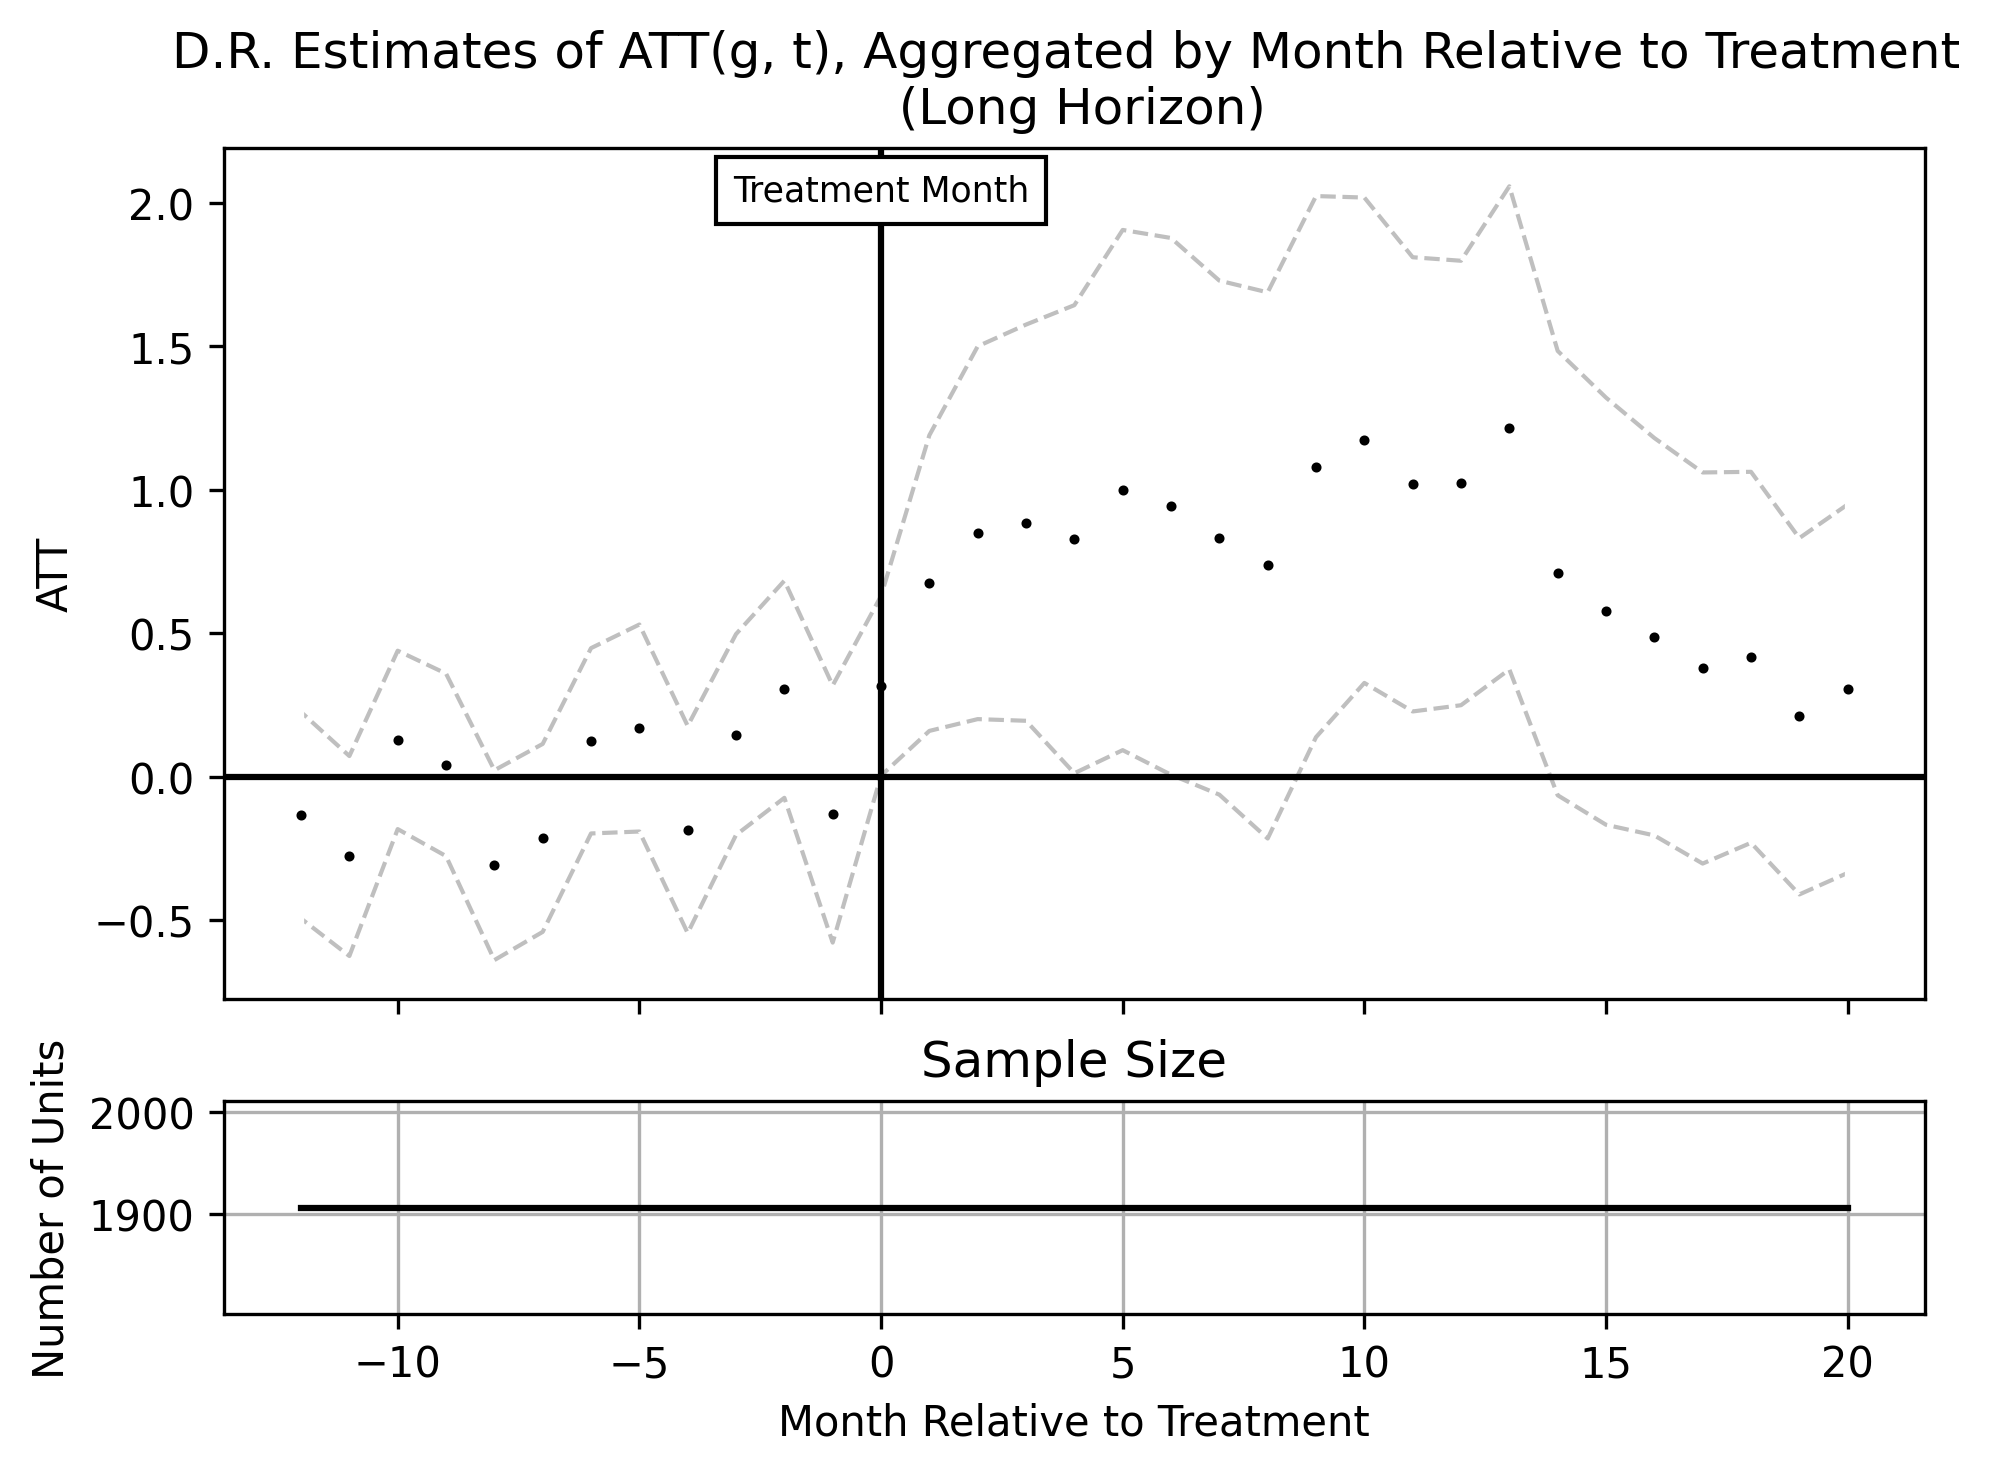 D.R. Estimates of ATT(g, t), Aggregated by Month Relative to Treatment
(Long Horizon)
Treatment Month
2.0
1.5
1.0
0.5
0.0
−0.5
ATT
Sample Size
2000
1900
Number of Units
−10 −5 0 5 10 15 20
Month Relative to Treatment